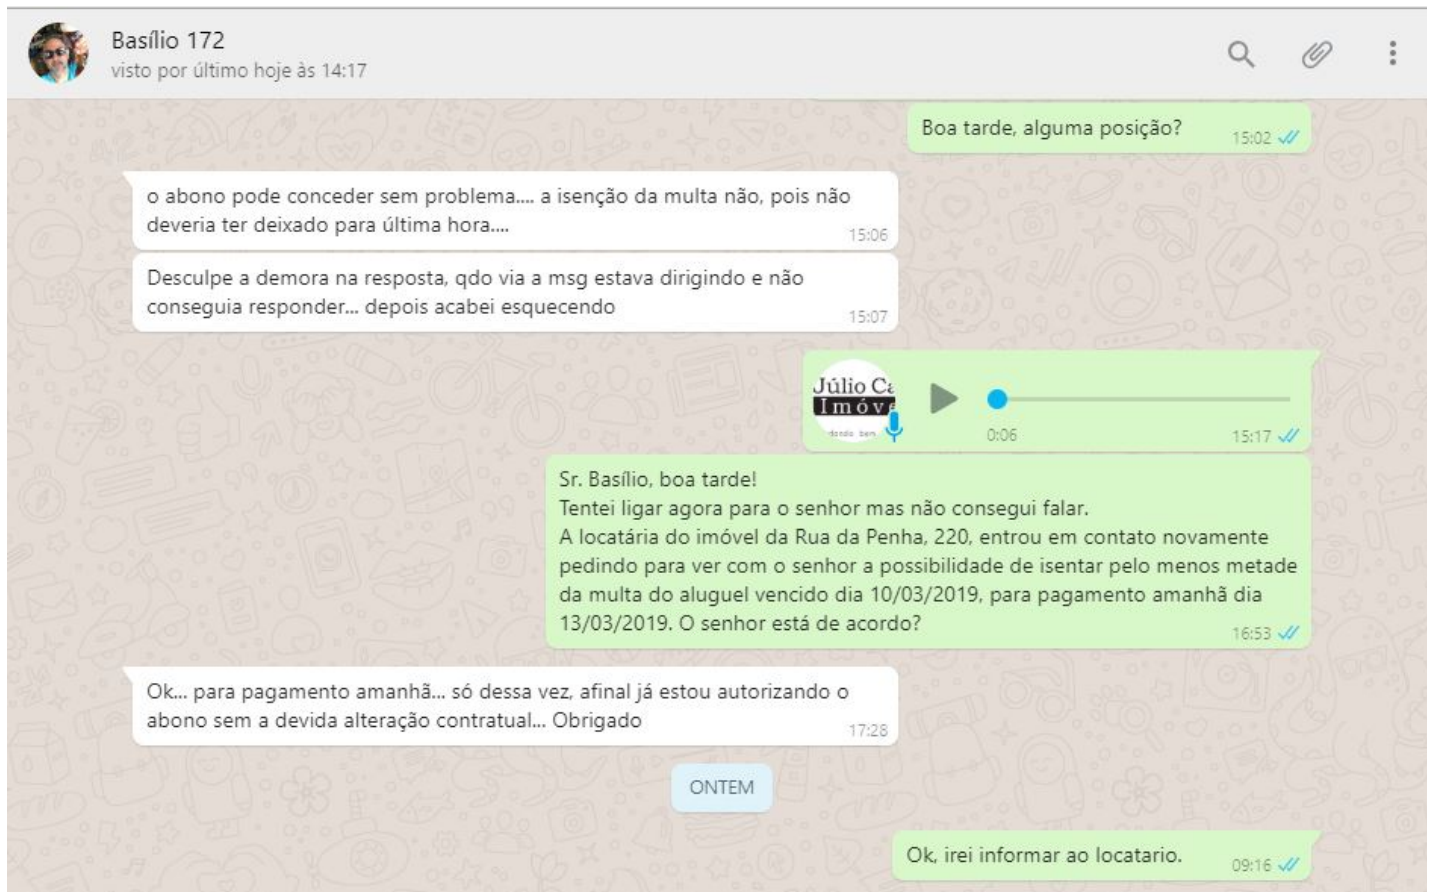 Basílio 172
visto por último hoje às 14:17
Boa tarde, alguma posição?
15:02
o abono pode conceder sem problema.... a isenção da multa não, pois não
deveria ter deixado para última hora....
15:06
Desculpe a demora na resposta, qdo via a msg estava dirigindo e não
conseguia responder... depois acabei esquecendo
15:07
Júlio Ca
Imóve
0:06
15:17
Sr. Basílio, boa tarde!
Tentei ligar agora para o senhor mas não consegui falar.
A locatária do imóvel da Rua da Penha, 220, entrou em contato novamente
pedindo para ver com o senhor a possibilidade de isentar pelo menos metade
da multa do aluguel vencido dia 10/03/2019, para pagamento amanhã dia
13/03/2019. O senhor está de acordo?
16:53
Ok... para pagamento amanhã... só dessa vez, afinal já estou autorizando o
abono sem a devida alteração contratual... Obrigado
17:28
ONTEM
Ok, irei informar ao locatario.
09:16